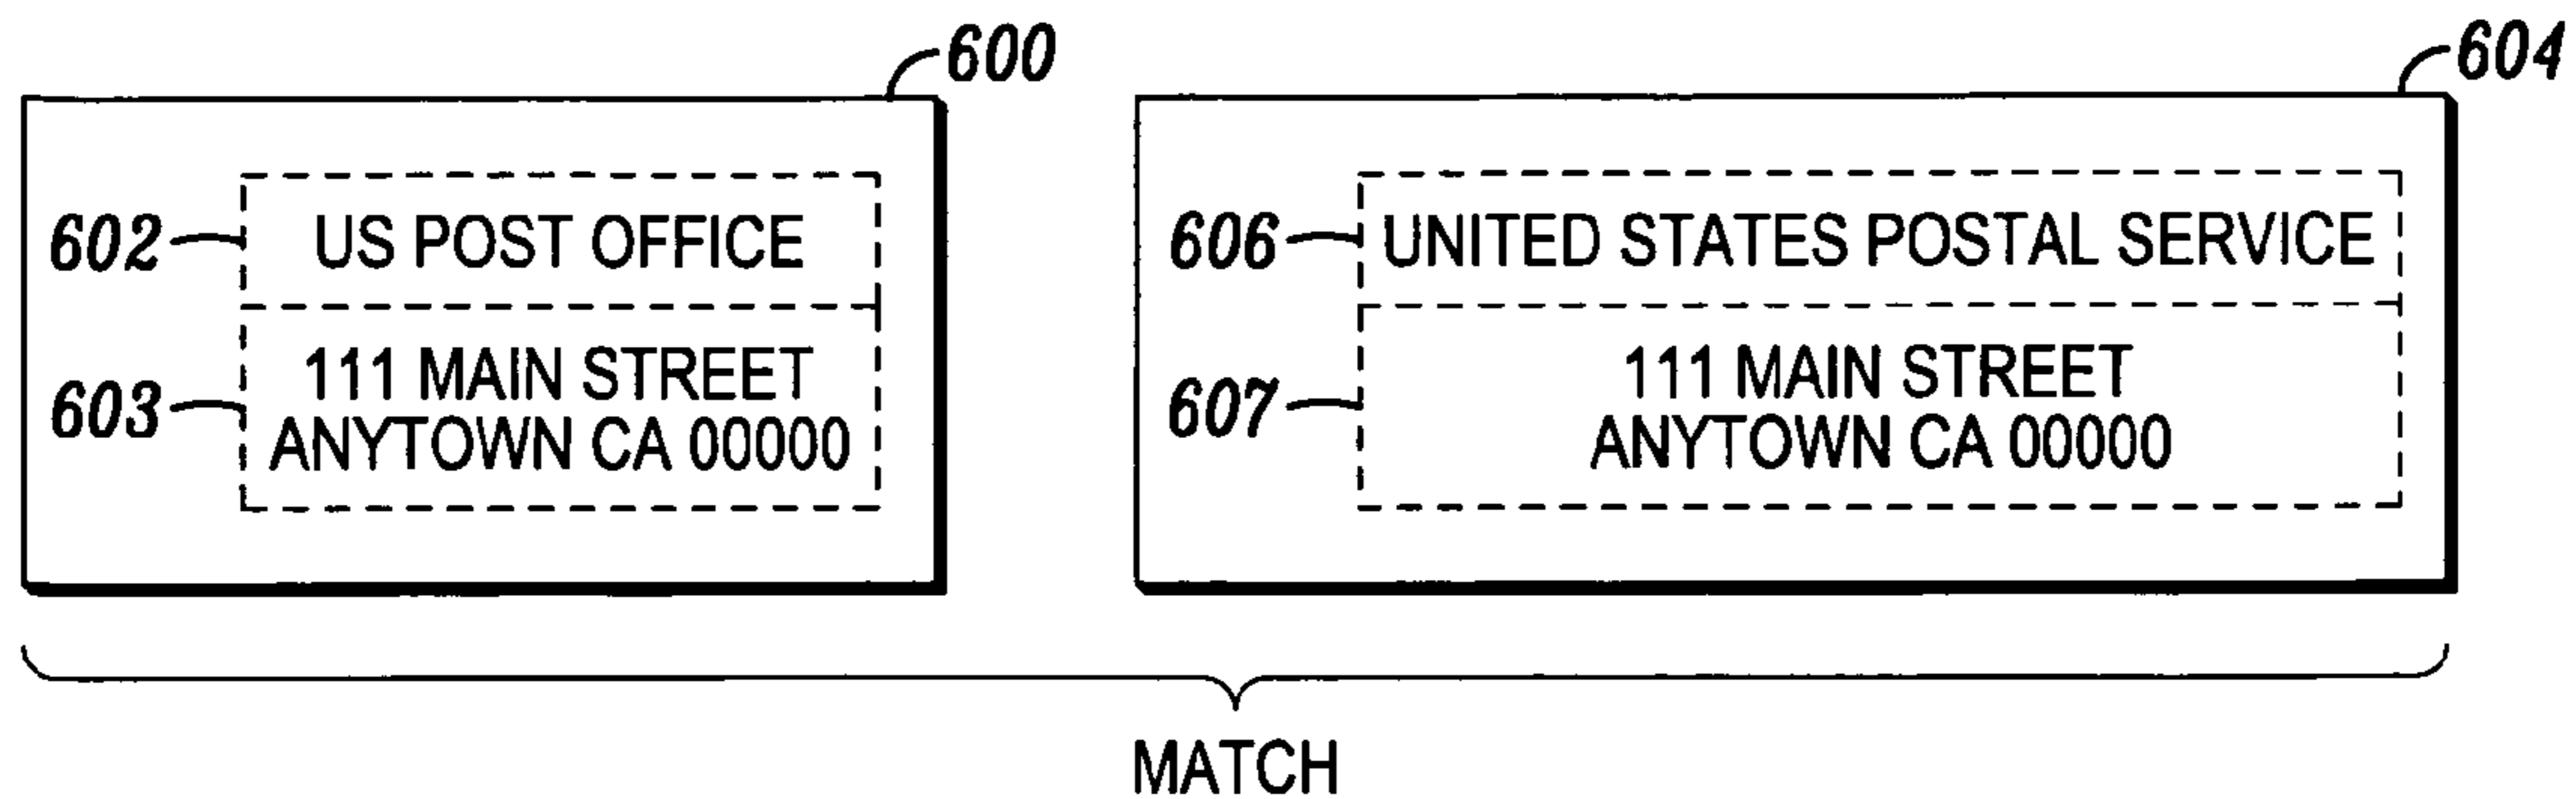 600
602
US POST OFFICE
603
111 MAIN STREET
ANYTOWN CA 00000
604
606
UNITED STATES POSTAL SERVICE
607
111 MAIN STREET
ANYTOWN CA 00000
MATCH